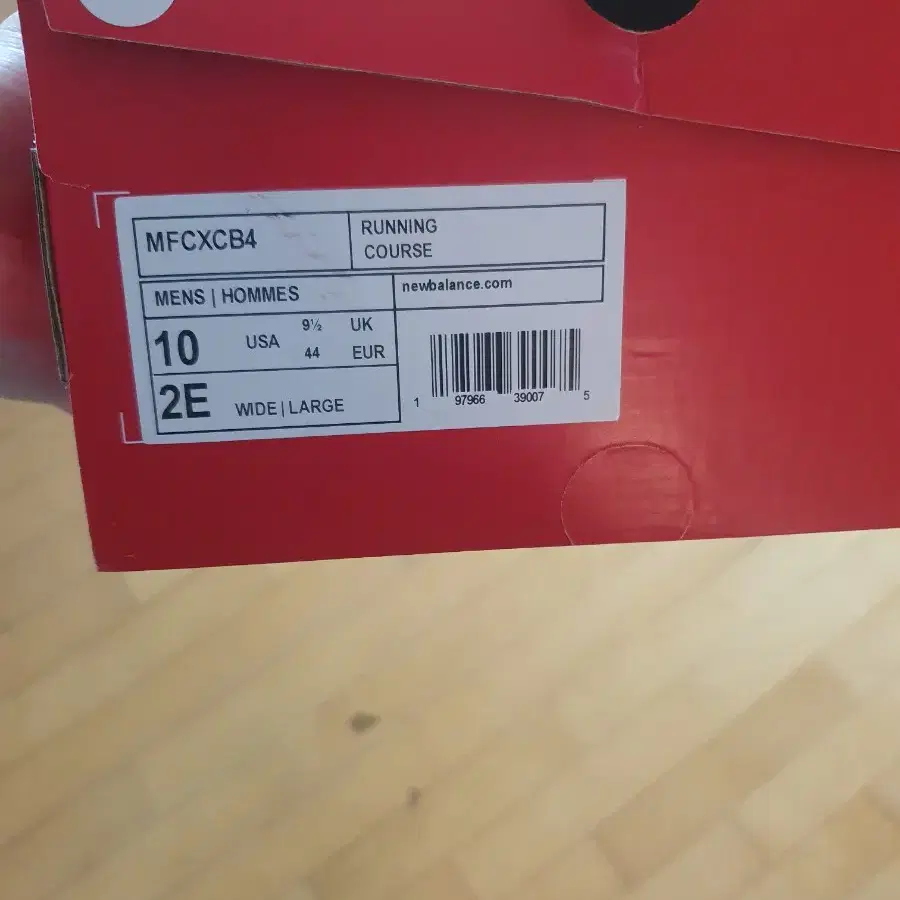 MFCXCB4
RUNNING
COURSE
MENS | HOMMES
newbalance.com
10 USA 9½ UK
44 EUR
2E WIDE | LARGE
1 97966 39007 5